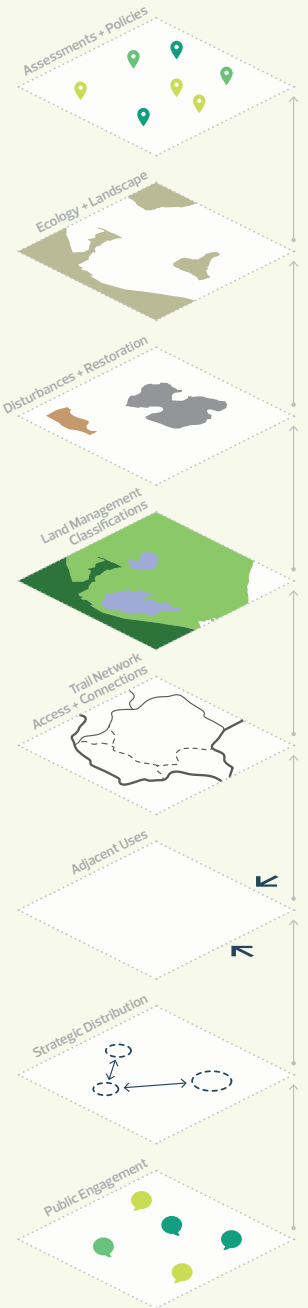 Assessments + Policies
Ecology + Landscape
Disturbances + Restoration
Land Management
Classifications
Trail Network
Access + Connections
Adjacent Uses
Strategic Distribution
Public Engagement